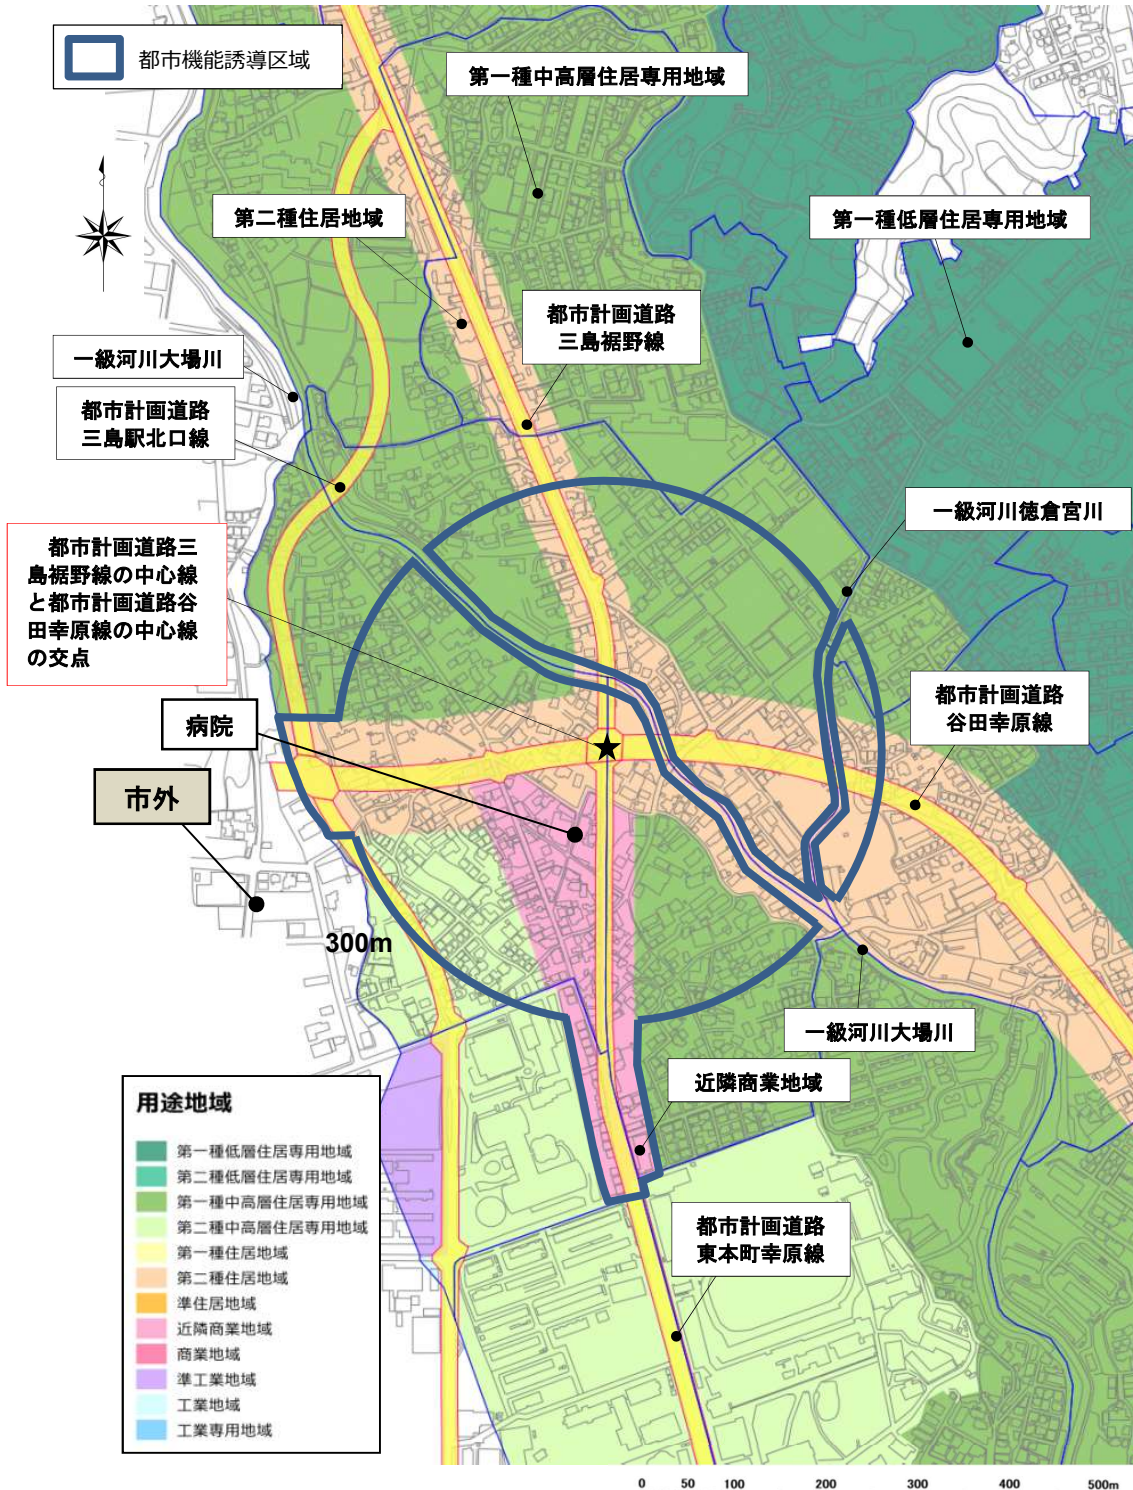 都市機能誘導区域
第一種中高層住居専用地域
第二種住居地域
第一種低層住居専用地域
都市計画道路
三島裾野線
一級河川大場川
都市計画道路
三島駅北口線
一級河川徳倉宮川
都市計画道路三
島裾野線の中心線
と都市計画道路谷
田幸原線の中心線
の交点
都市計画道路
谷田幸原線
病院
市外
300m
一級河川大場川
近隣商業地域
都市計画道路
東本町幸原線
用途地域
第一種低層住居専用地域
第二種低層住居専用地域
第一種中高層住居専用地域
第二種中高層住居専用地域
第一種住居地域
第二種住居地域
準住居地域
近隣商業地域
商業地域
準工業地域
工業地域
工業専用地域
0 50 100 200 300 400 500m